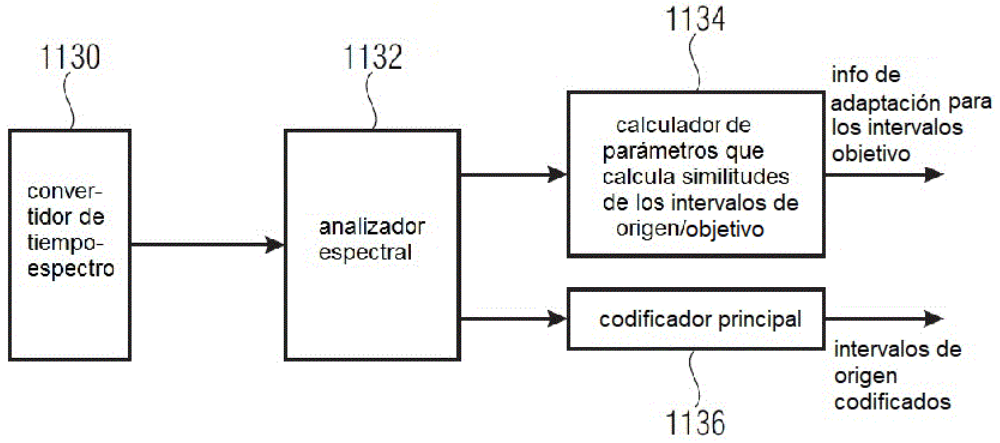 1130
conver-
tidor de
tiempo-
espectro
1132
analizador
espectral
1134
calculador de
parámetros que
calcula similitudes
de los intervalos de
origen/objetivo
info de
adaptación para
los intervalos
objetivo
codificador principal
1136
intervalos de
origen
codificados